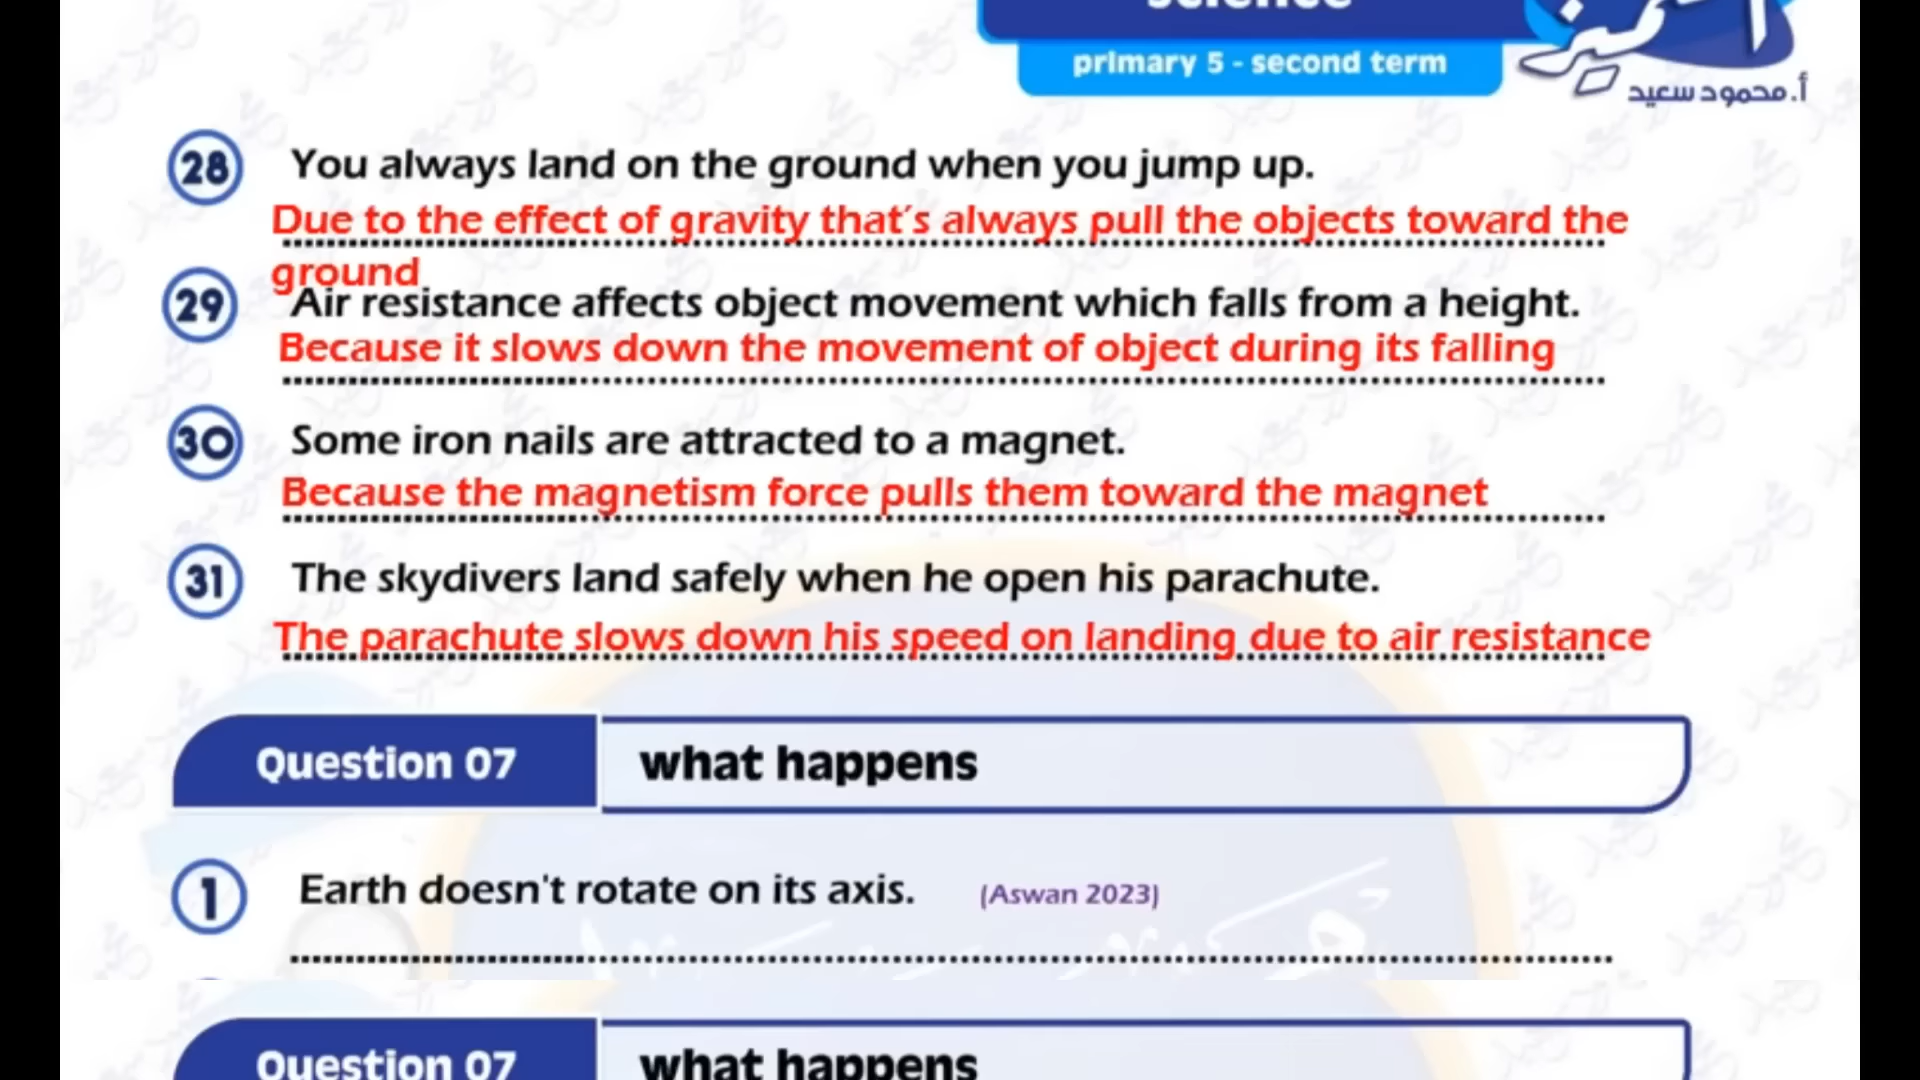 science
primary 5 - second term
أ. محمود سعيد
28 You always land on the ground when you jump up.
Due to the effect of gravity that's always pull the objects toward the
ground
29 Air resistance affects object movement which falls from a height.
Because it slows down the movement of object during its falling
30 Some iron nails are attracted to a magnet.
Because the magnetism force pulls them toward the magnet
31 The skydivers land safely when he open his parachute.
The parachute slows down his speed on landing due to air resistance
Question 07 what happens
1 Earth doesn't rotate on its axis. (Aswan 2023)
Question 07 what happens